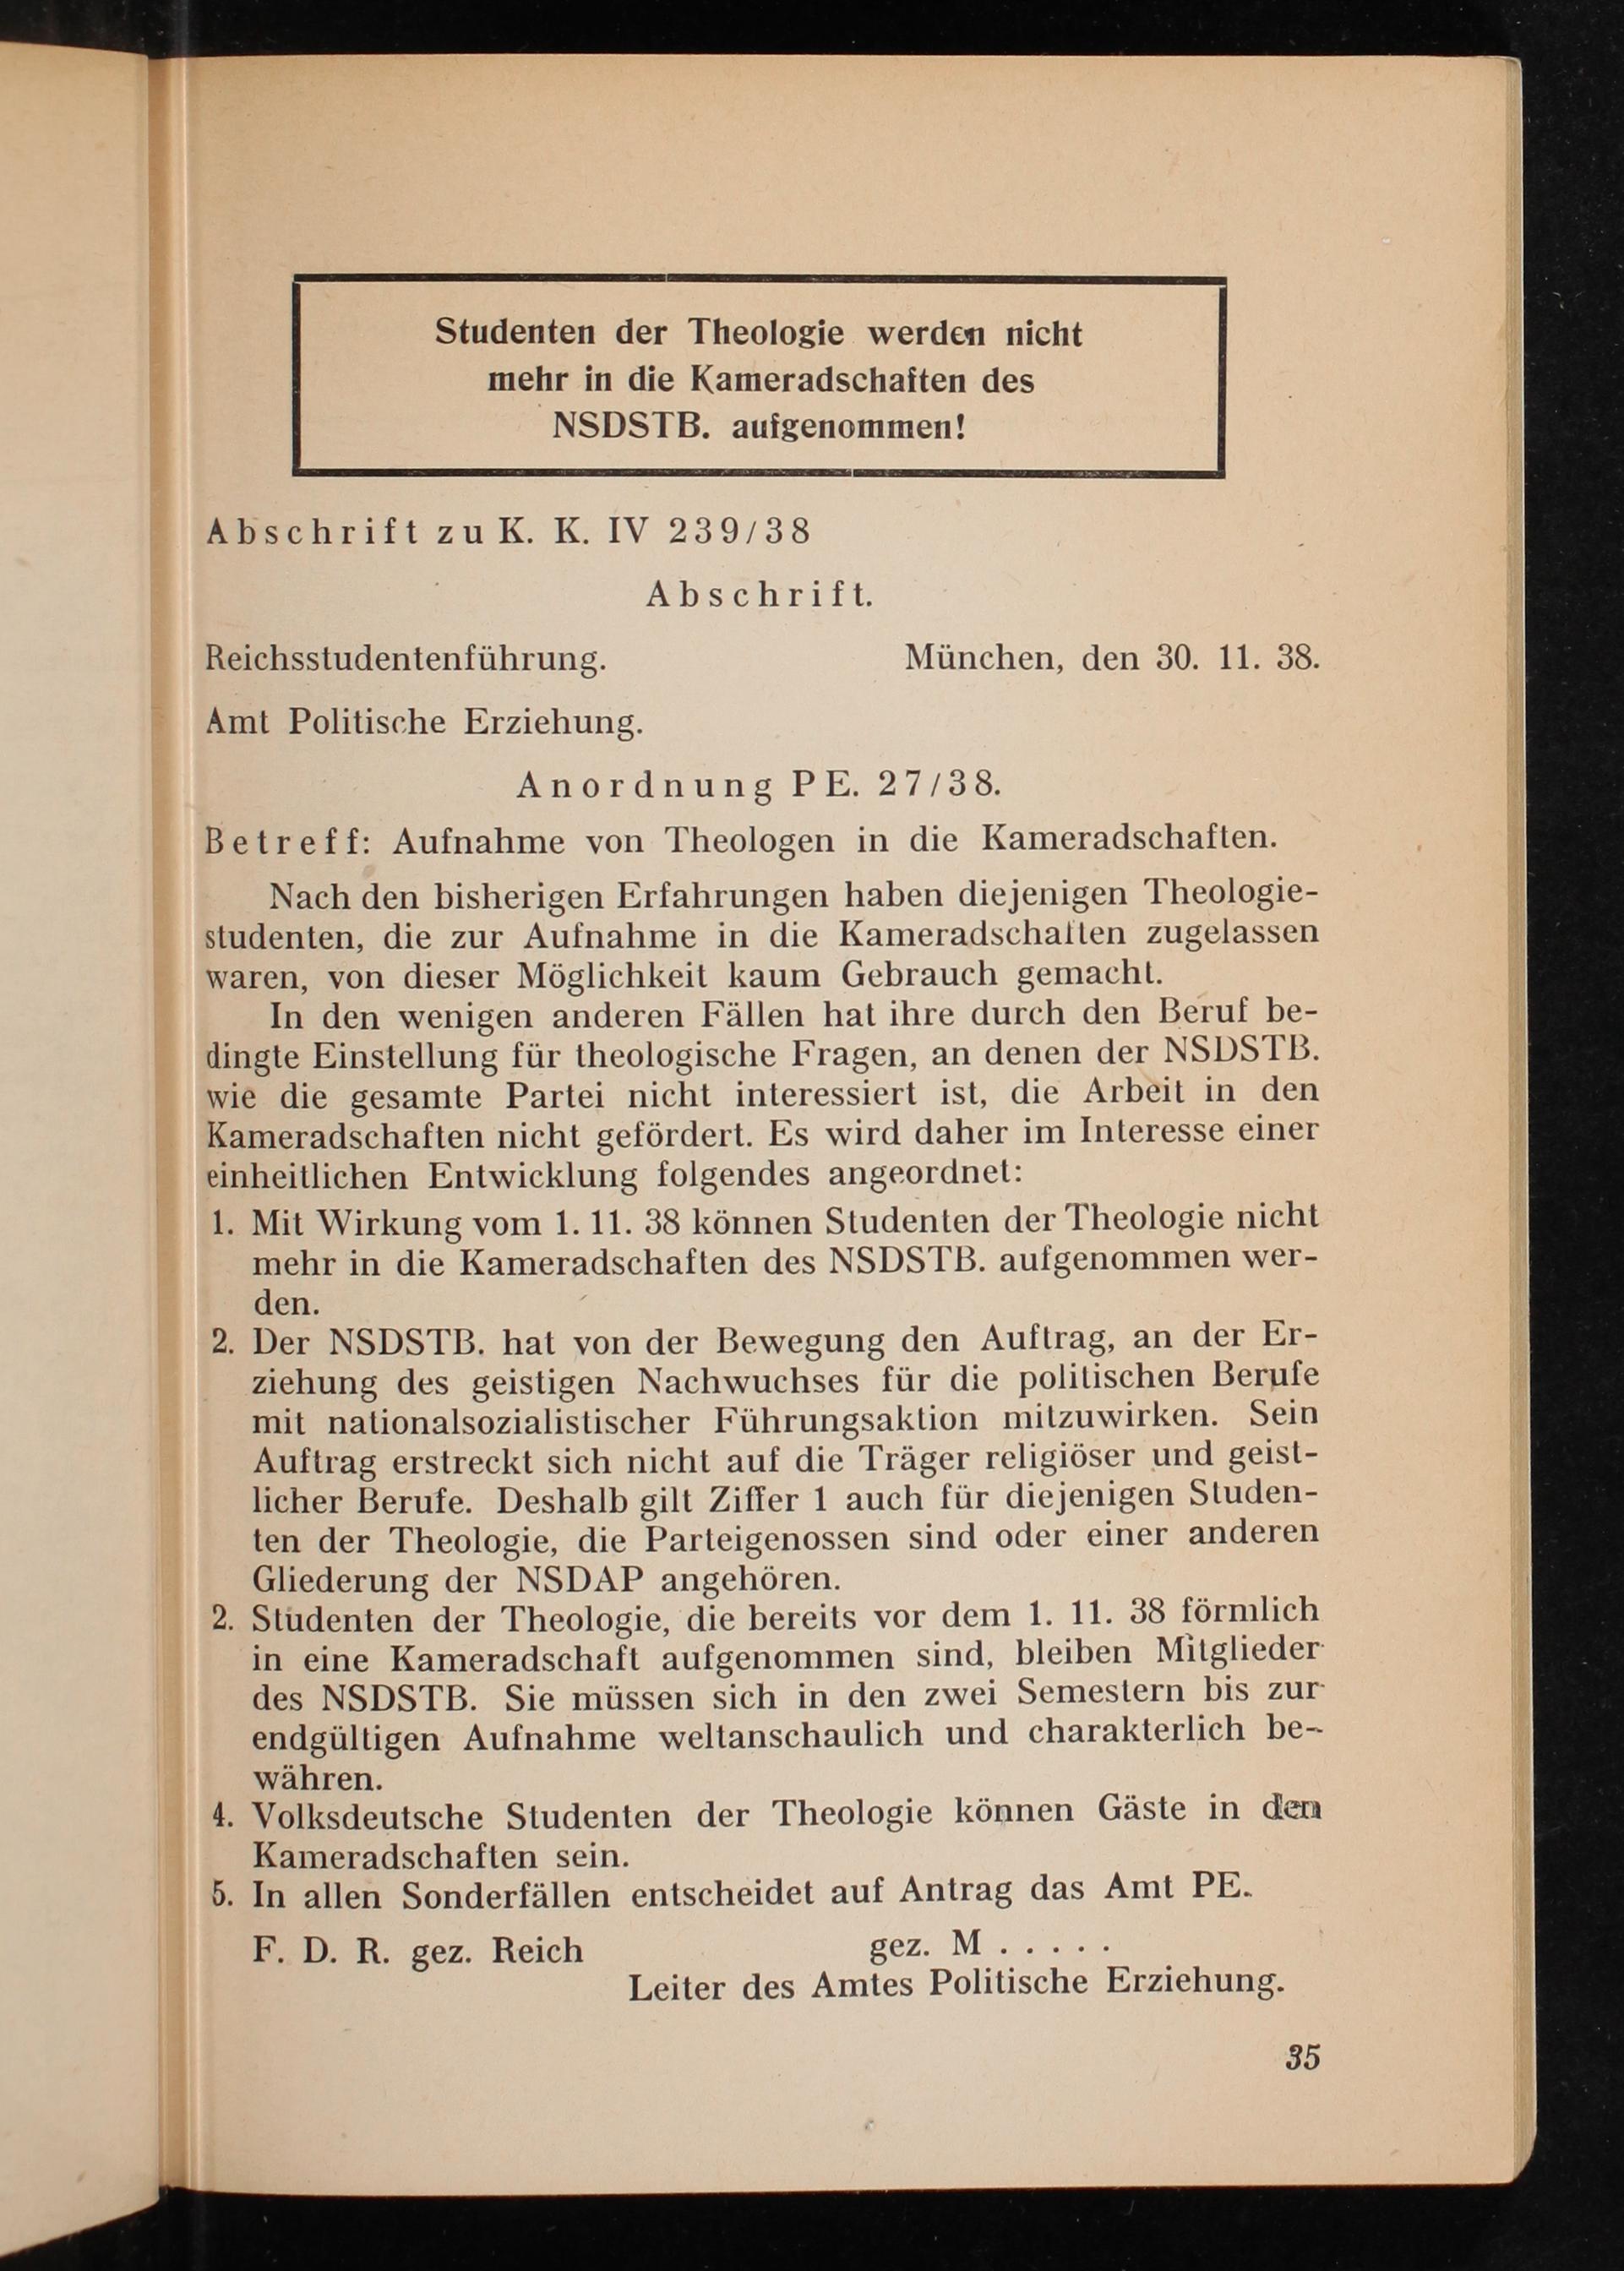 Studenten der Theologie werden nicht
mehr in die Kameradschaften des
NSDSTB. aufgenommen!
Abschrift zu K. K. IV 239/38
Abschrift.
Reichsstudentenführung. München, den 30. 11. 38.
Amt Politische Erziehung.
Anordnung PE. 27/38.
Betreff: Aufnahme von Theologen in die Kameradschaften.
Nach den bisherigen Erfahrungen haben diejenigen Theologie-
studenten, die zur Aufnahme in die Kameradschaften zugelassen
waren, von dieser Möglichkeit kaum Gebrauch gemacht.
In den wenigen anderen Fällen hat ihre durch den Beruf be-
dingte Einstellung für theologische Fragen, an denen der NSDSTB.
wie die gesamte Partei nicht interessiert ist, die Arbeit in den
Kameradschaften nicht gefördert. Es wird daher im Interesse einer
einheitlichen Entwicklung folgendes angeordnet:
1. Mit Wirkung vom 1. 11. 38 können Studenten der Theologie nicht
mehr in die Kameradschaften des NSDSTB. aufgenommen wer-
den.
2. Der NSDSTB. hat von der Bewegung den Auftrag, an der Er-
ziehung des geistigen Nachwuchses für die politischen Berufe
mit nationalsozialistischer Führungsaktion mitzuwirken. Sein
Auftrag erstreckt sich nicht auf die Träger religiöser und geist-
licher Berufe. Deshalb gilt Ziffer 1 auch für diejenigen Studen-
ten der Theologie, die Parteigenossen sind oder einer anderen
Gliederung der NSDAP angehören.
2. Studenten der Theologie, die bereits vor dem 1. 11. 38 förmlich
in eine Kameradschaft aufgenommen sind, bleiben Mitglieder
des NSDSTB. Sie müssen sich in den zwei Semestern bis zur
endgültigen Aufnahme weltanschaulich und charakterlich be-
währen.
4. Volksdeutsche Studenten der Theologie können Gäste in den
Kameradschaften sein.
5. In allen Sonderfällen entscheidet auf Antrag das Amt PE.
F. D. R. gez. Reich gez. M . . . . .
Leiter des Amtes Politische Erziehung.
35